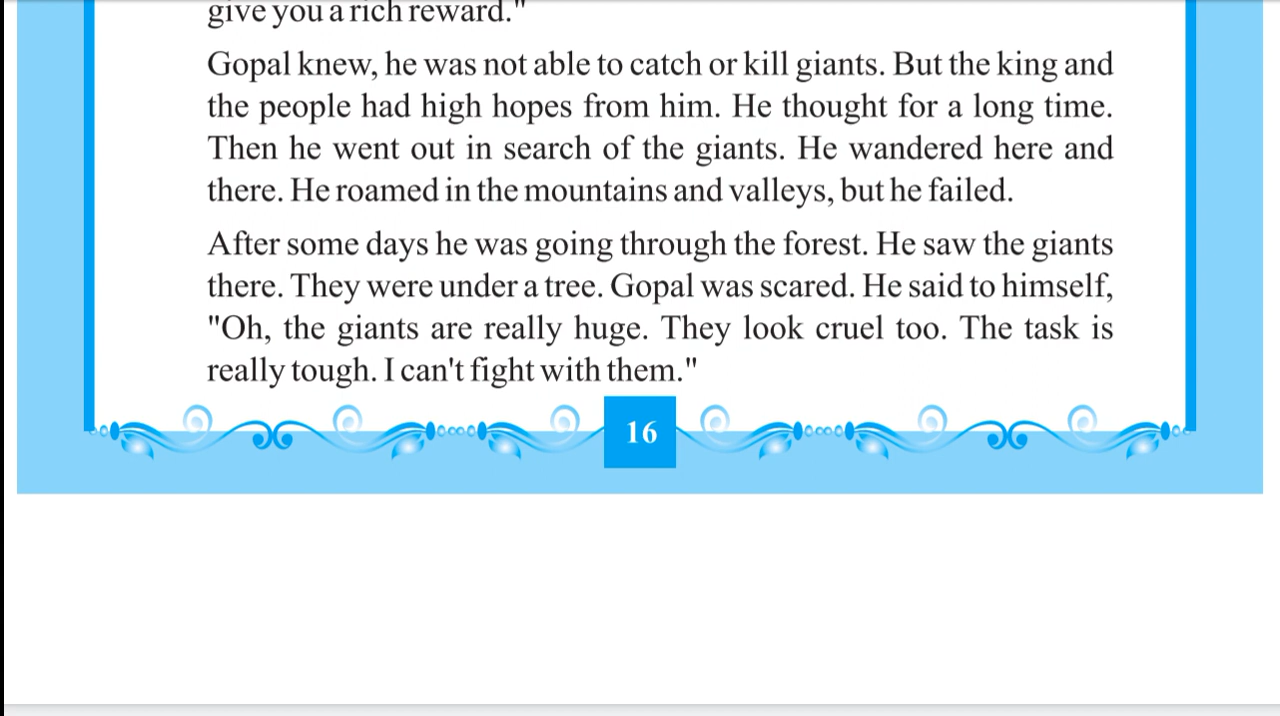 give you a rich reward."
Gopal knew, he was not able to catch or kill giants. But the king and
the people had high hopes from him. He thought for a long time.
Then he went out in search of the giants. He wandered here and
there. He roamed in the mountains and valleys, but he failed.
After some days he was going through the forest. He saw the giants
there. They were under a tree. Gopal was scared. He said to himself,
"Oh, the giants are really huge. They look cruel too. The task is
really tough. I can't fight with them."
16